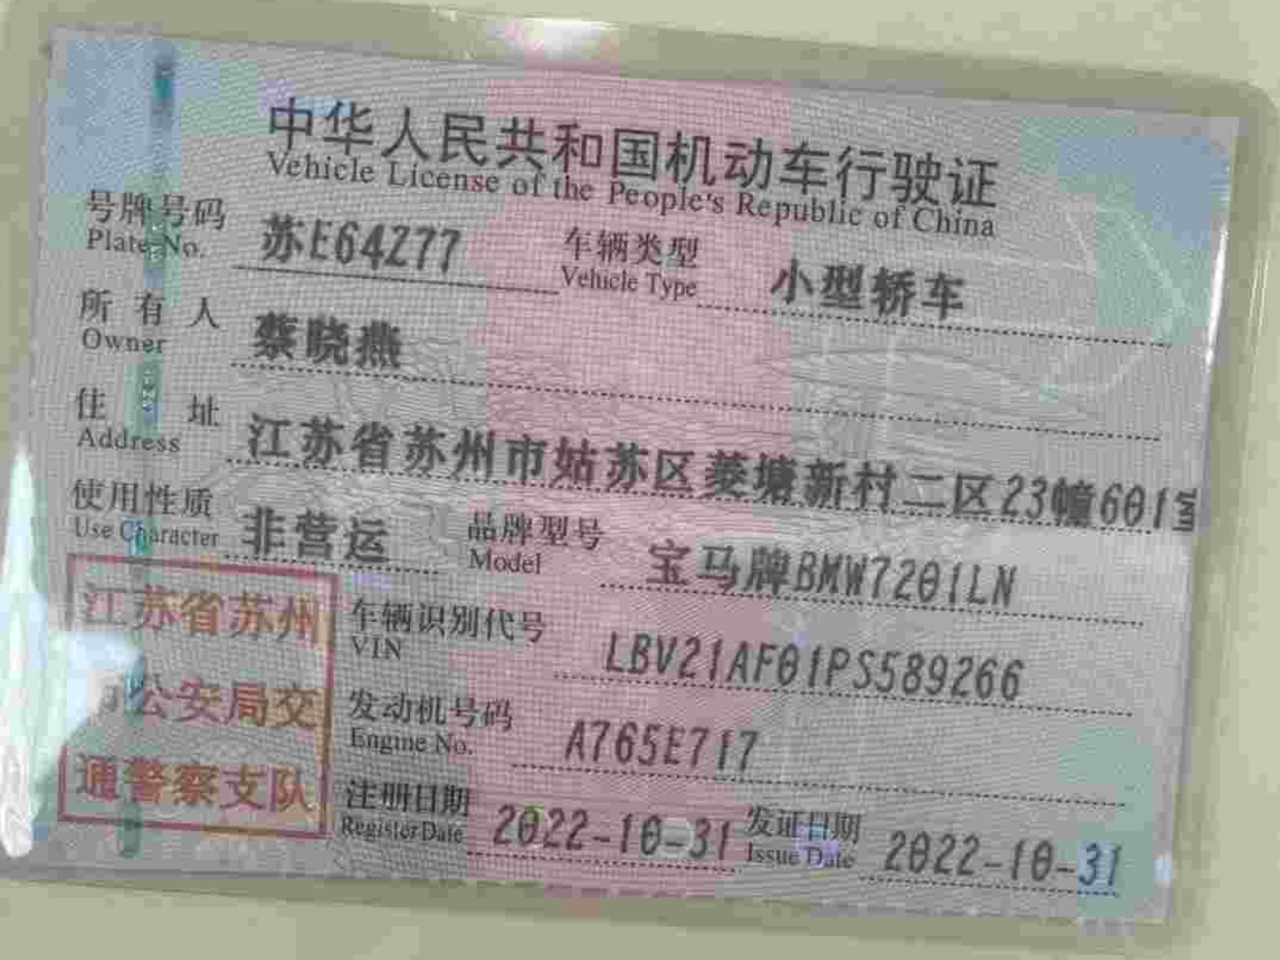 中华人民共和国机动车行驶证
Vehicle License of the People's Republic of China
号牌号码 苏E64Z77 车辆类型 小型轿车
Plate No. Vehicle Type
所有人 蔡晓燕
Owner
住址 江苏省苏州市姑苏区菱塘新村二区23幢601室
Address
使用性质 非营运 品牌型号 宝马牌BMW7201LN
Use Character Model
江苏省苏州
市公安局交
通警察支队
车辆识别代号 LBV21AF01PS589266
VIN
发动机号码 A765E717
Engine No.
注册日期 2022-10-31 发证日期 2022-10-31
Register Date Issue Date